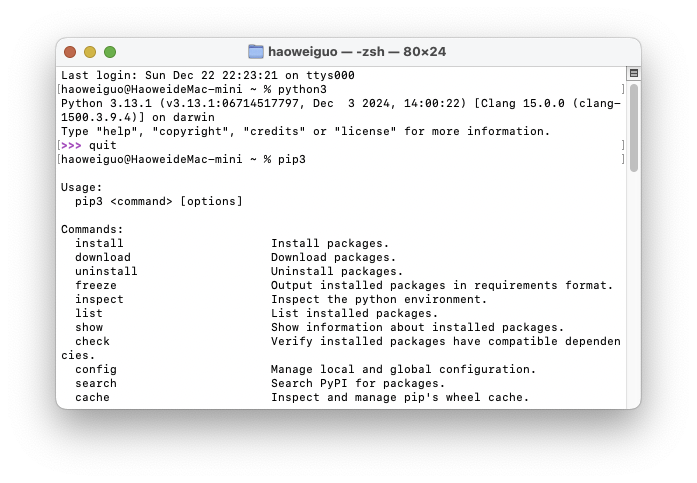 haoweiguo — -zsh — 80×24
Last login: Sun Dec 22 22:23:21 on ttys000
[haoweiguo@HaoweideMac-mini ~ % python3 ]
Python 3.13.1 (v3.13.1:06714517797, Dec  3 2024, 14:00:22) [Clang 15.0.0 (clang-
1500.3.9.4)] on darwin
Type "help", "copyright", "credits" or "license" for more information.
[>>> quit ]
[haoweiguo@HaoweideMac-mini ~ % pip3 ]
Usage:
  pip3 <command> [options]
Commands:
  install                     Install packages.
  download                    Download packages.
  uninstall                   Uninstall packages.
  freeze                      Output installed packages in requirements format.
  inspect                     Inspect the python environment.
  list                        List installed packages.
  show                        Show information about installed packages.
  check                       Verify installed packages have compatible dependen
cies.
  config                      Manage local and global configuration.
  search                      Search PyPI for packages.
  cache                       Inspect and manage pip's wheel cache.